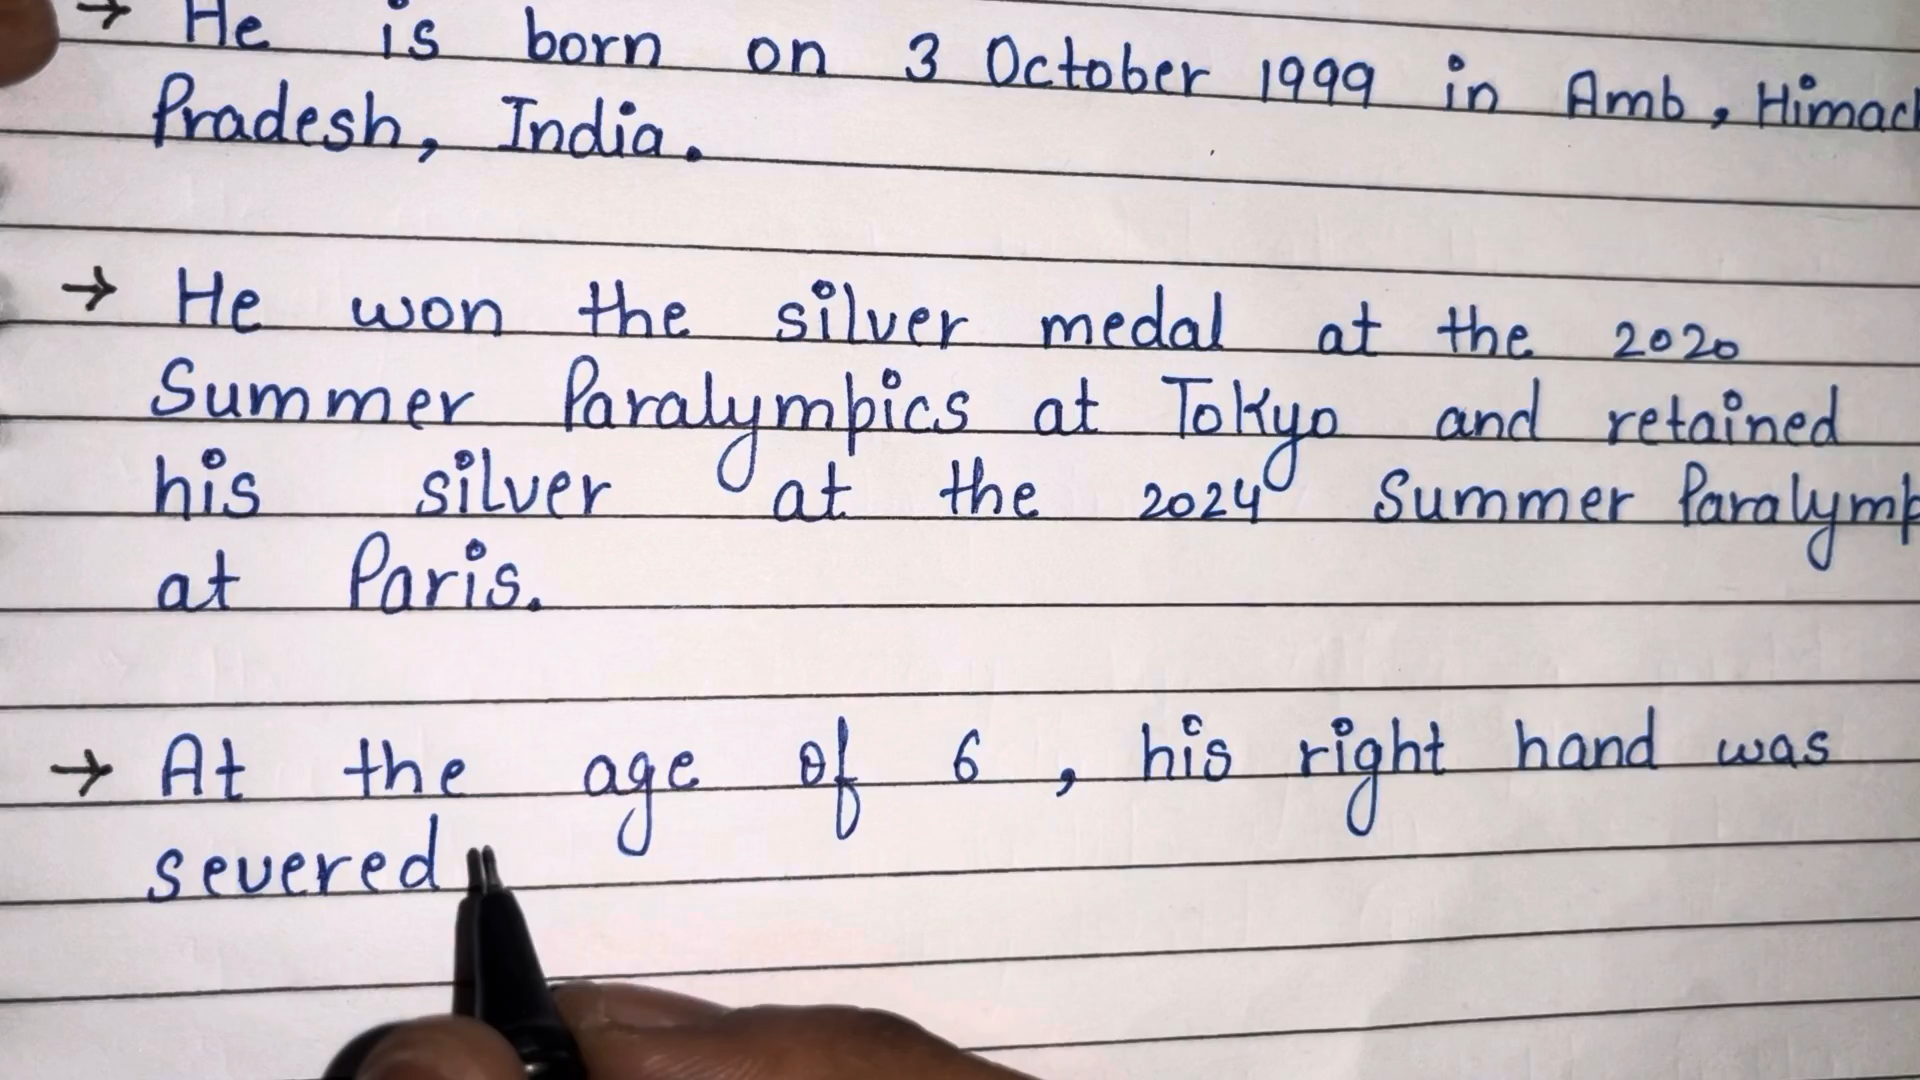 → He is born on 3 October 1999 in Amb, Himach
Pradesh, India.
→ He won the silver medal at the 2020
Summer Paralympics at Tokyo and retained
his silver at the 2024 Summer Paralymp
at Paris.
→ At the age of 6, his right hand was
severed